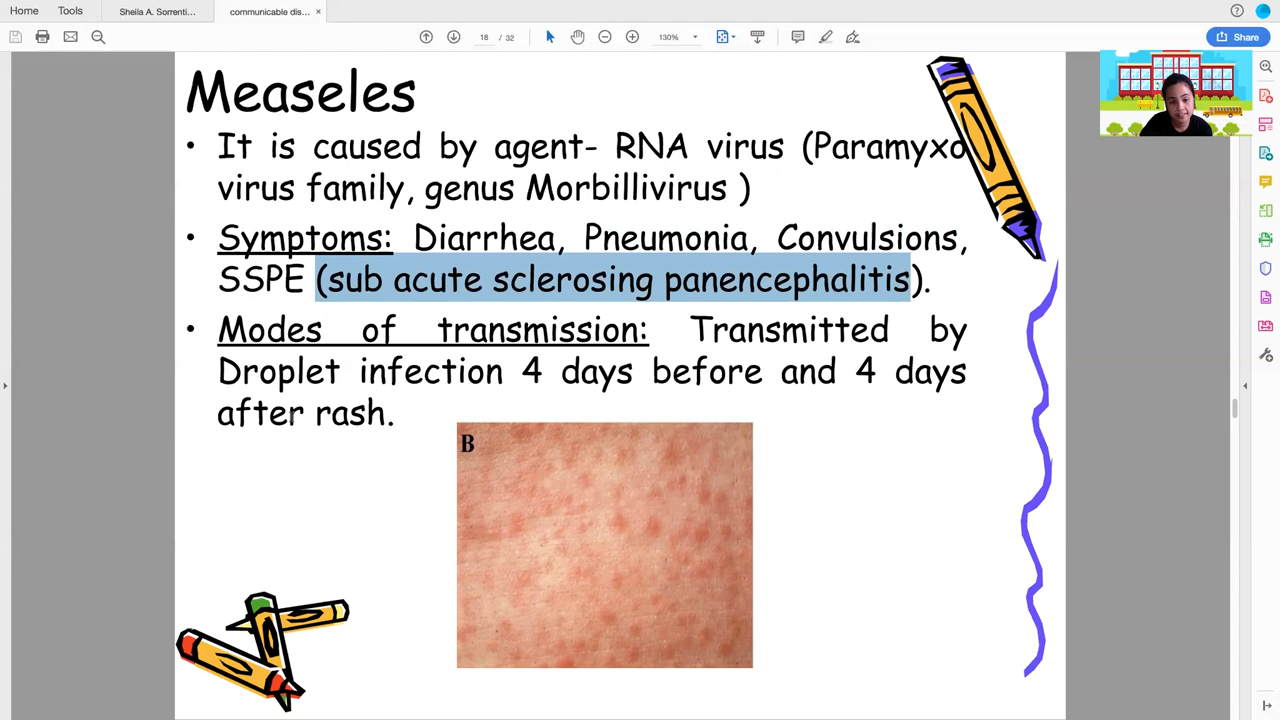 Home
Tools
Sheila A. Sorrenti...
communicable dis...
×
18 / 32
130%
Share
Measeles
• It is caused by agent- RNA virus (Paramyxo
virus family, genus Morbillivirus )
• Symptoms: Diarrhea, Pneumonia, Convulsions,
SSPE (sub acute sclerosing panencephalitis).
• Modes of transmission: Transmitted by
Droplet infection 4 days before and 4 days
after rash.
B